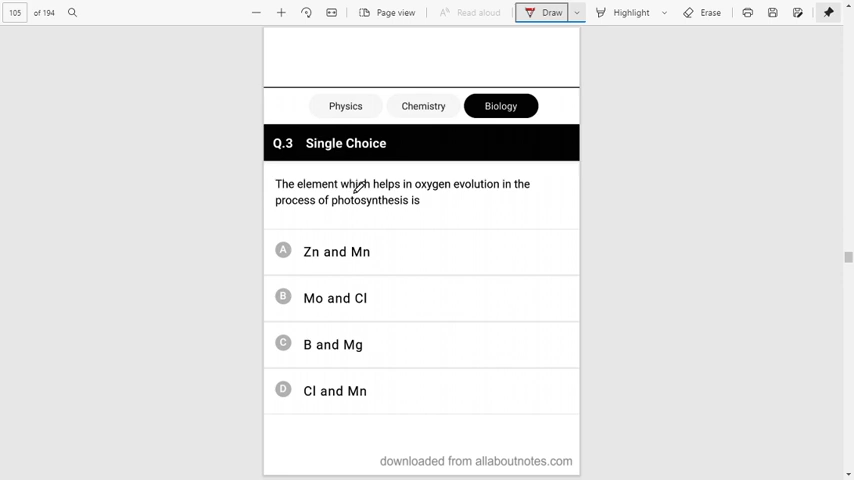 105 of 194 Page view Read aloud Draw Highlight Erase
Physics Chemistry Biology
Q.3 Single Choice
The element which helps in oxygen evolution in the
process of photosynthesis is
A Zn and Mn
B Mo and Cl
C B and Mg
D Cl and Mn
downloaded from allaboutnotes.com